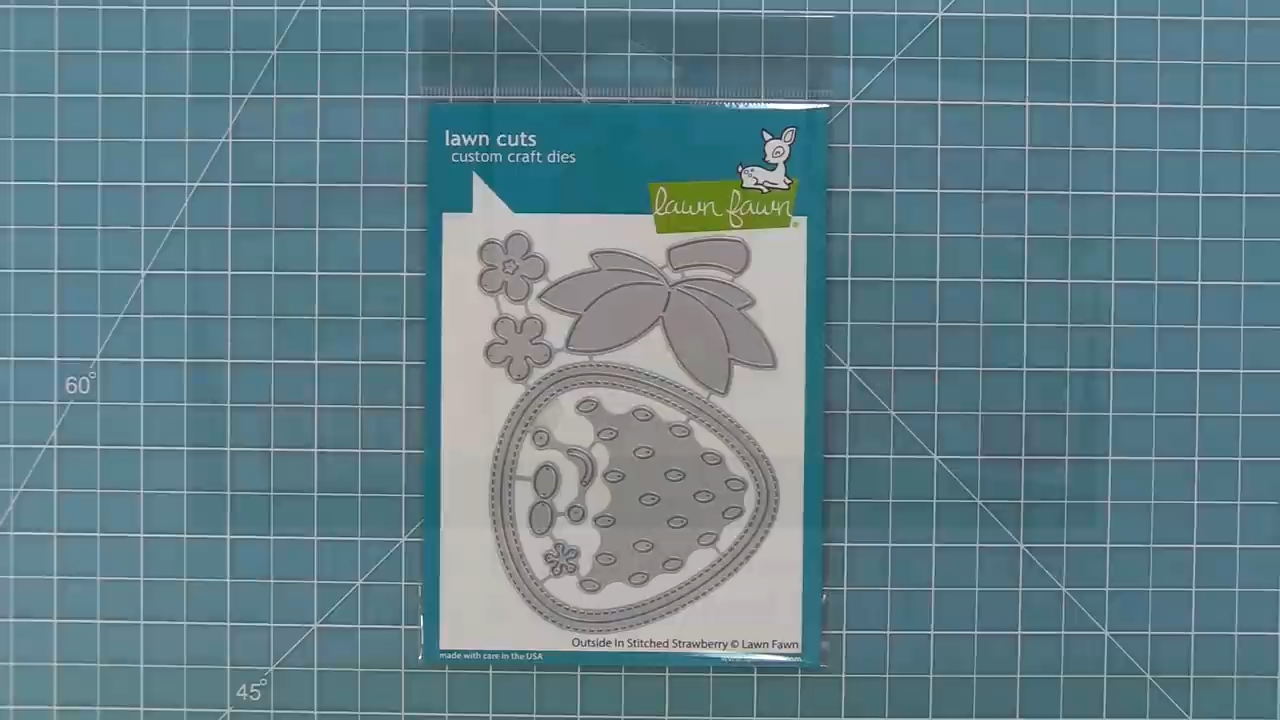 lawn cuts
custom craft dies
lawn fawn
60°
Outside In Stitched Strawberry © Lawn Fawn
made with care in the USA
45°